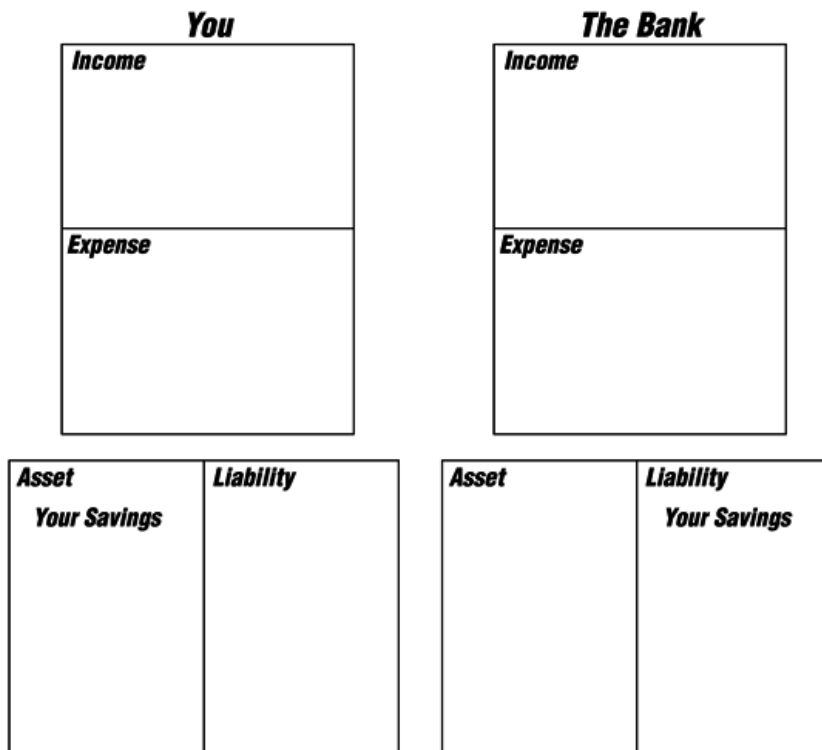 You
Income
Expense
Asset
Liability
Your Savings
The Bank
Income
Expense
Asset
Liability
Your Savings